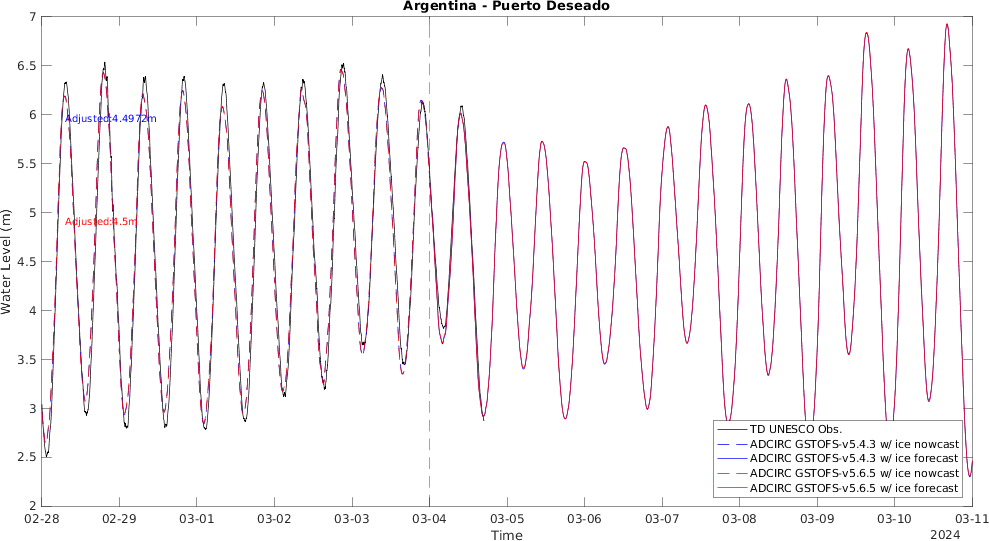 Argentina - Puerto Deseado
7
6.5
6
5.5
5
4.5
4
3.5
3
2.5
2
Water Level (m)
Adjusted:4.4972m
Adjusted:4.5m
TD UNESCO Obs.
ADCIRC GSTOFS-v5.4.3 w/ ice nowcast
ADCIRC GSTOFS-v5.4.3 w/ ice forecast
ADCIRC GSTOFS-v5.6.5 w/ ice nowcast
ADCIRC GSTOFS-v5.6.5 w/ ice forecast
02-28 02-29 03-01 03-02 03-03 03-04 03-05 03-06 03-07 03-08 03-09 03-10 03-11
Time
2024